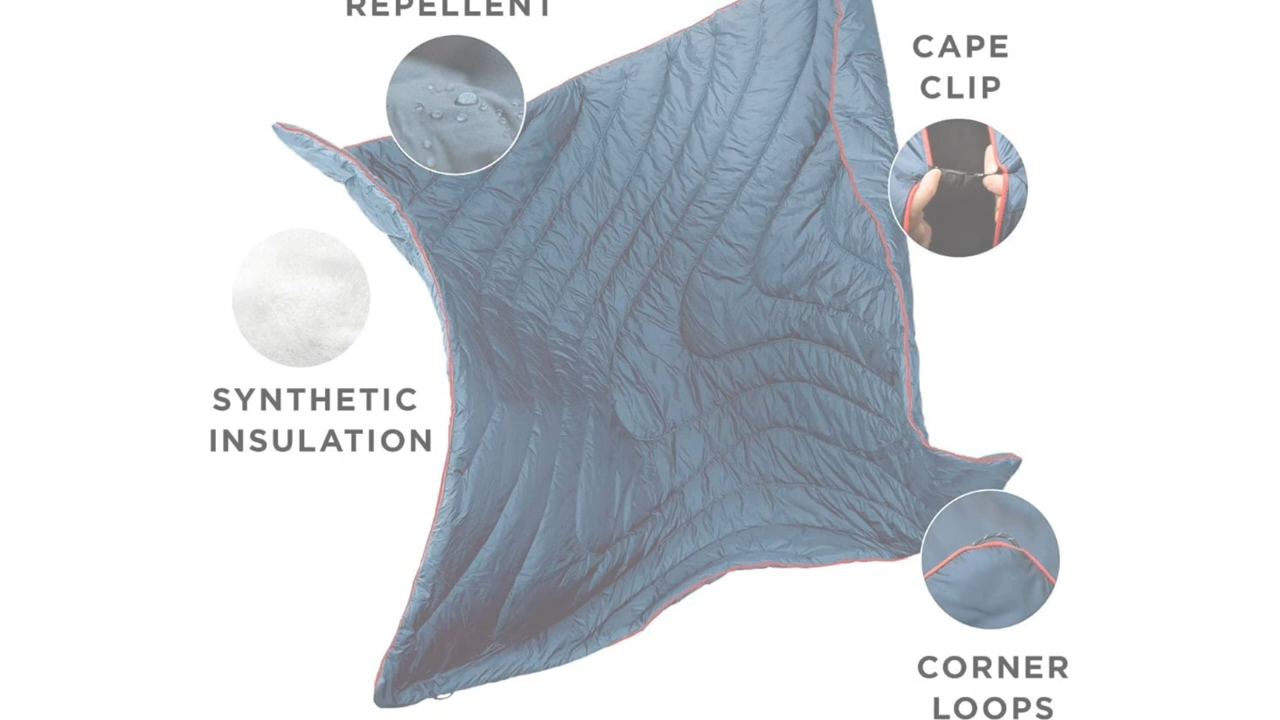 REPELLENT
CAPE
CLIP
SYNTHETIC
INSULATION
CORNER
LOOPS